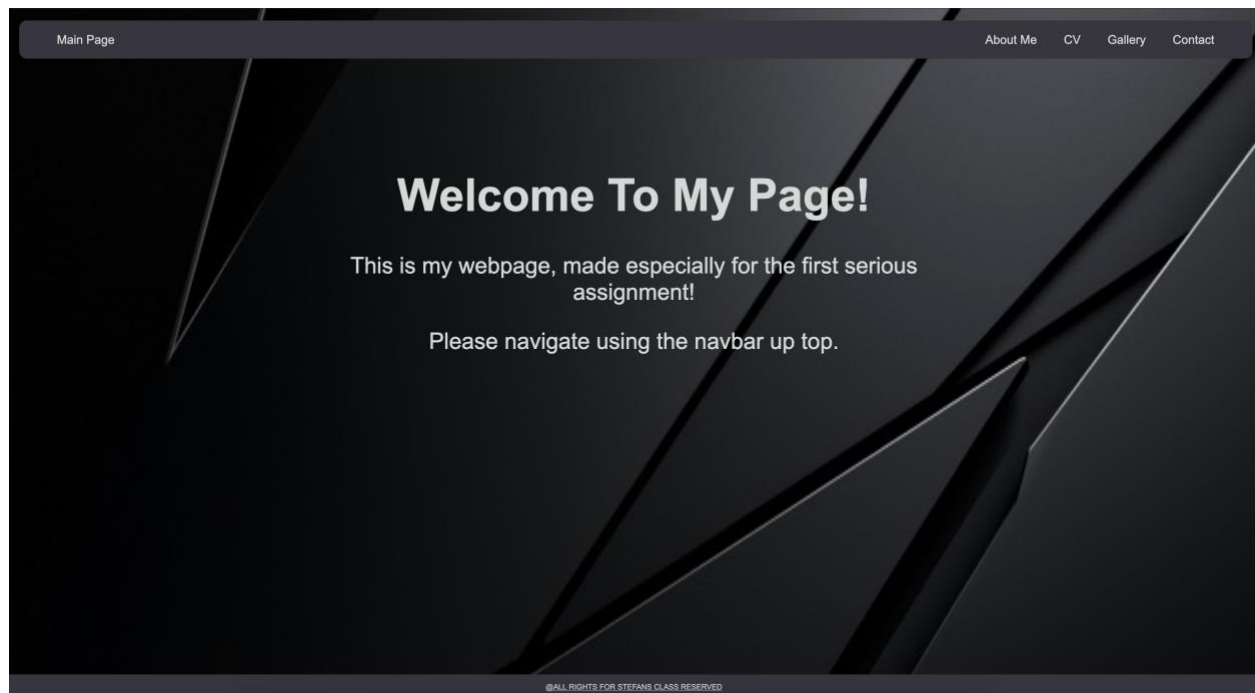 Main Page
About Me
CV
Gallery
Contact
Welcome To My Page!
This is my webpage, made especially for the first serious
assignment!
Please navigate using the navbar up top.
@ALL RIGHTS FOR STEFANS CLASS RESERVED